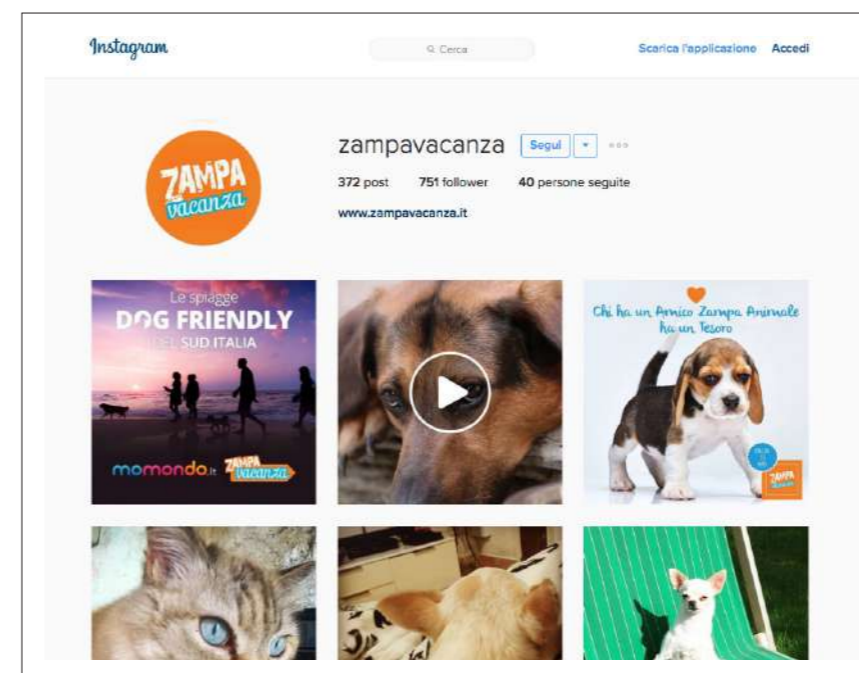 Instagram
Cerca
Scarica l'applicazione Accedi
ZAMPA
vacanza
zampavacanza Segui
372 post 751 follower 40 persone seguite
www.zampavacanza.it
Le spiagge
DOG FRIENDLY
DEL SUD ITALIA
momondo.it ZAMPA
vacanza
Chi ha un Amico Zampa Animale
ha un Tesoro
ZAMPA